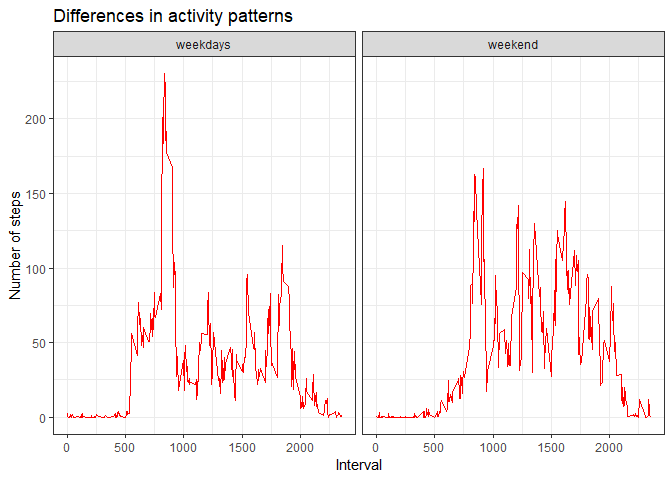 Differences in activity patterns
weekdays
weekend
200
150
100
50
0
Number of steps
0 500 1000 1500 2000
0 500 1000 1500 2000
Interval